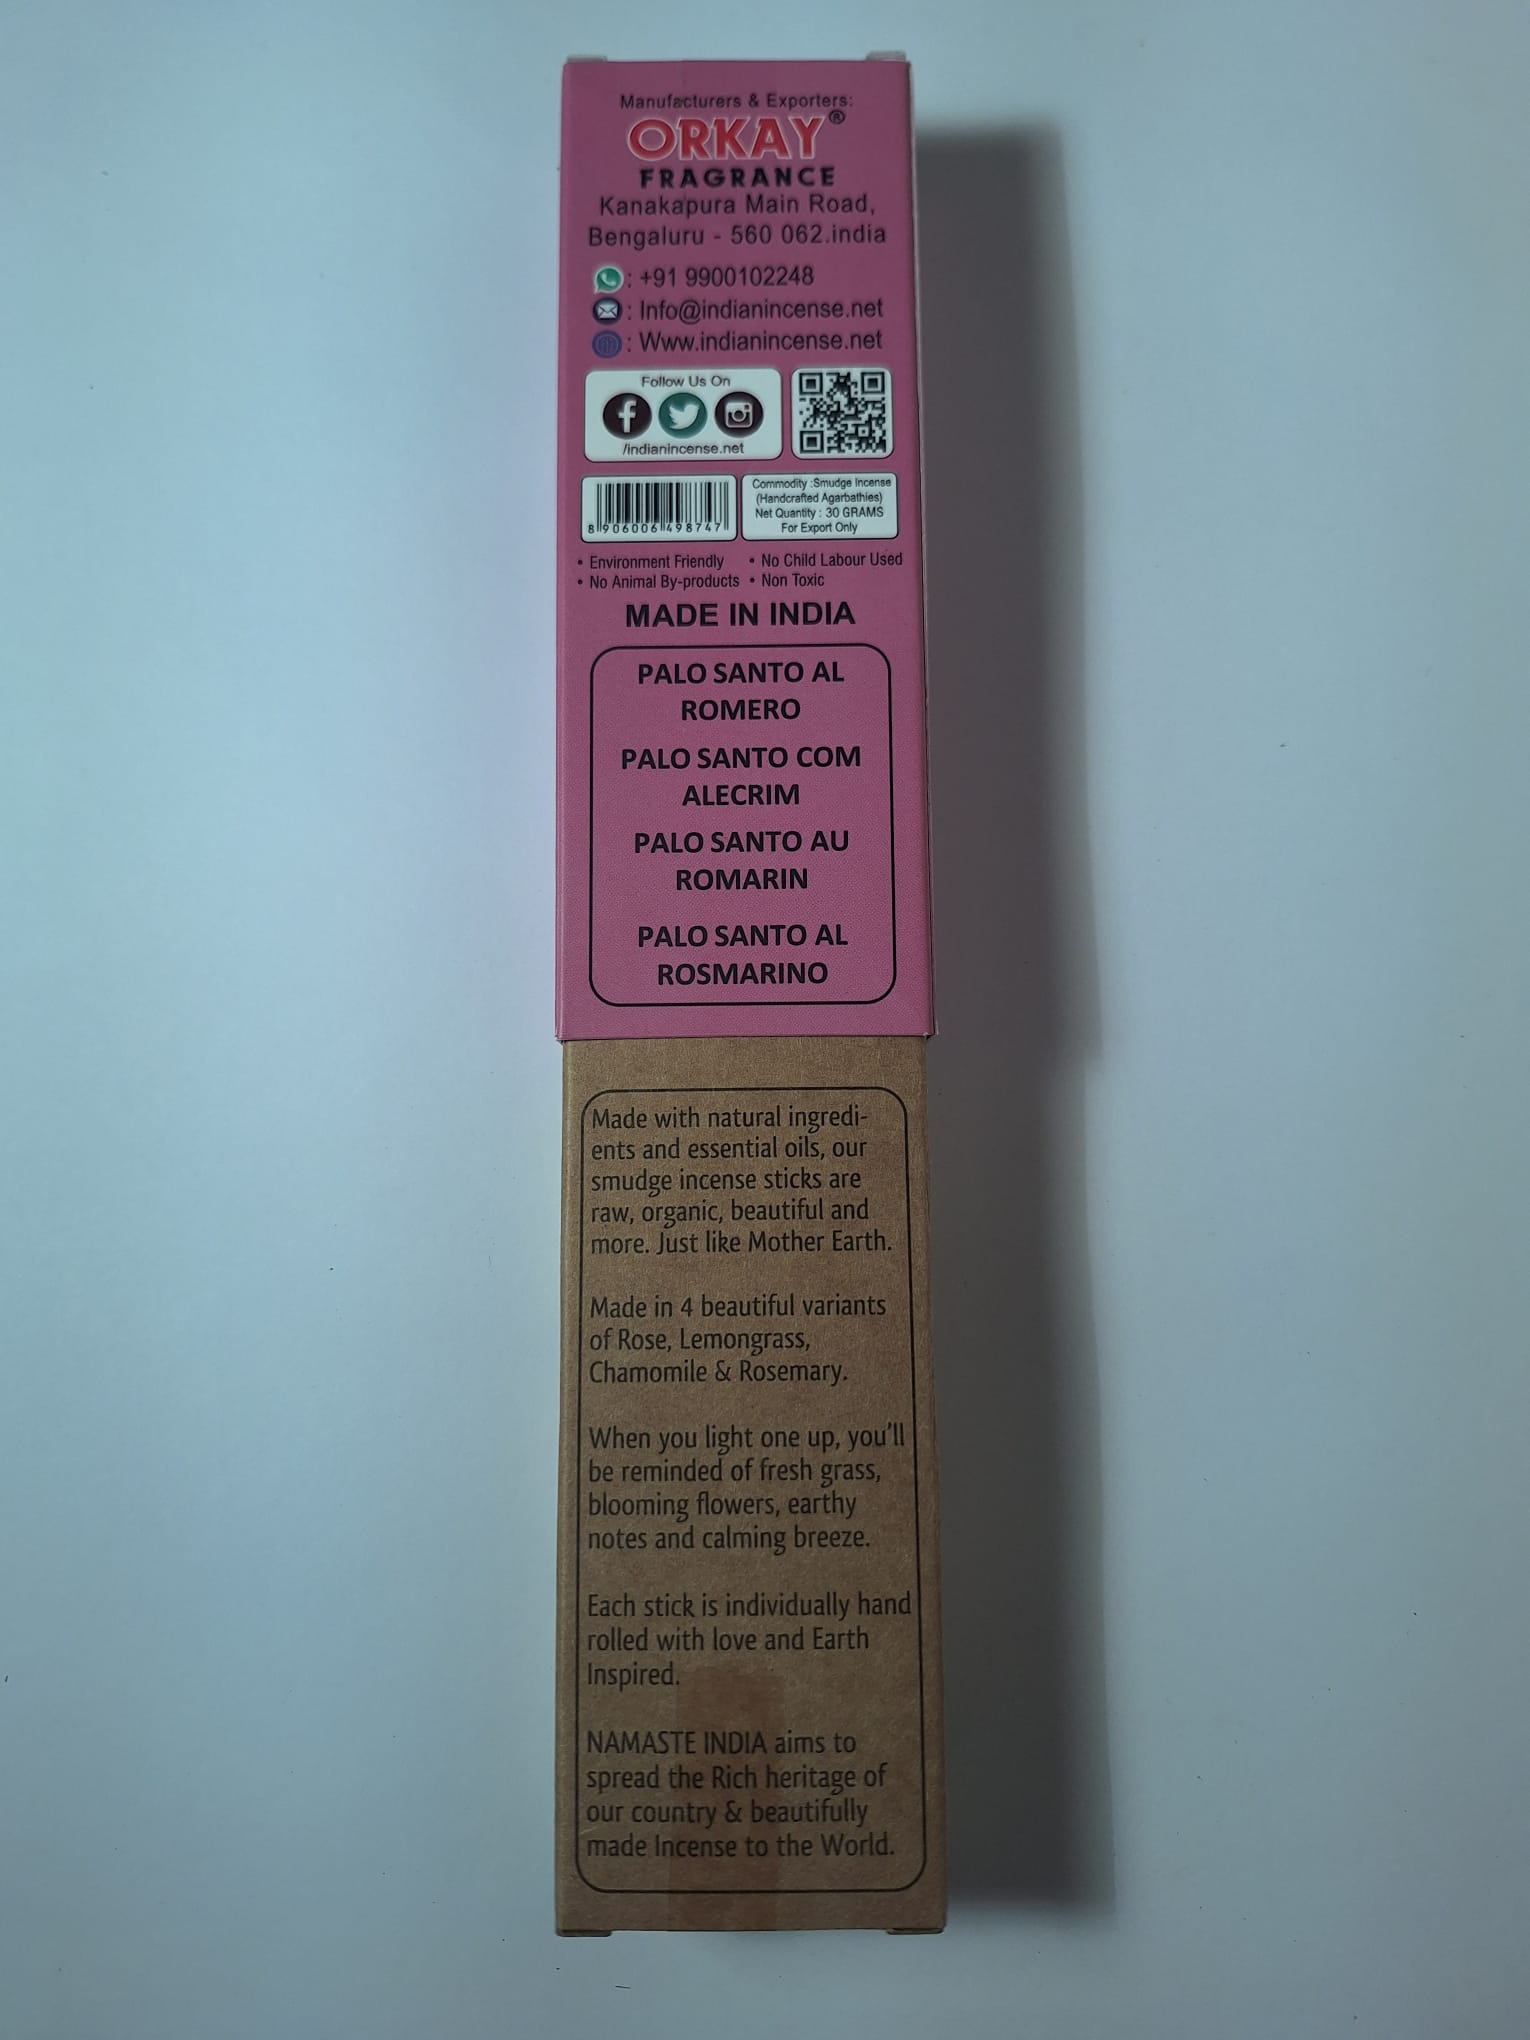 Manufacturers & Exporters:
ORKAY®
FRAGRANCE
Kanakapura Main Road,
Bengaluru - 560 062.india
: +91 9900102248
: Info@indianincense.net
: Www.indianincense.net
Follow Us On
/indianincense.net
8 906006 498747
Commodity :Smudge Incense
(Handcrafted Agarbathies)
Net Quantity : 30 GRAMS
For Export Only
• Environment Friendly • No Child Labour Used
• No Animal By-products • Non Toxic
MADE IN INDIA
PALO SANTO AL
ROMERO
PALO SANTO COM
ALECRIM
PALO SANTO AU
ROMARIN
PALO SANTO AL
ROSMARINO
Made with natural ingredi-
ents and essential oils, our
smudge incense sticks are
raw, organic, beautiful and
more. Just like Mother Earth.
Made in 4 beautiful variants
of Rose, Lemongrass,
Chamomile & Rosemary.
When you light one up, you'll
be reminded of fresh grass,
blooming flowers, earthy
notes and calming breeze.
Each stick is individually hand
rolled with love and Earth
Inspired.
NAMASTE INDIA aims to
spread the Rich heritage of
our country & beautifully
made Incense to the World.